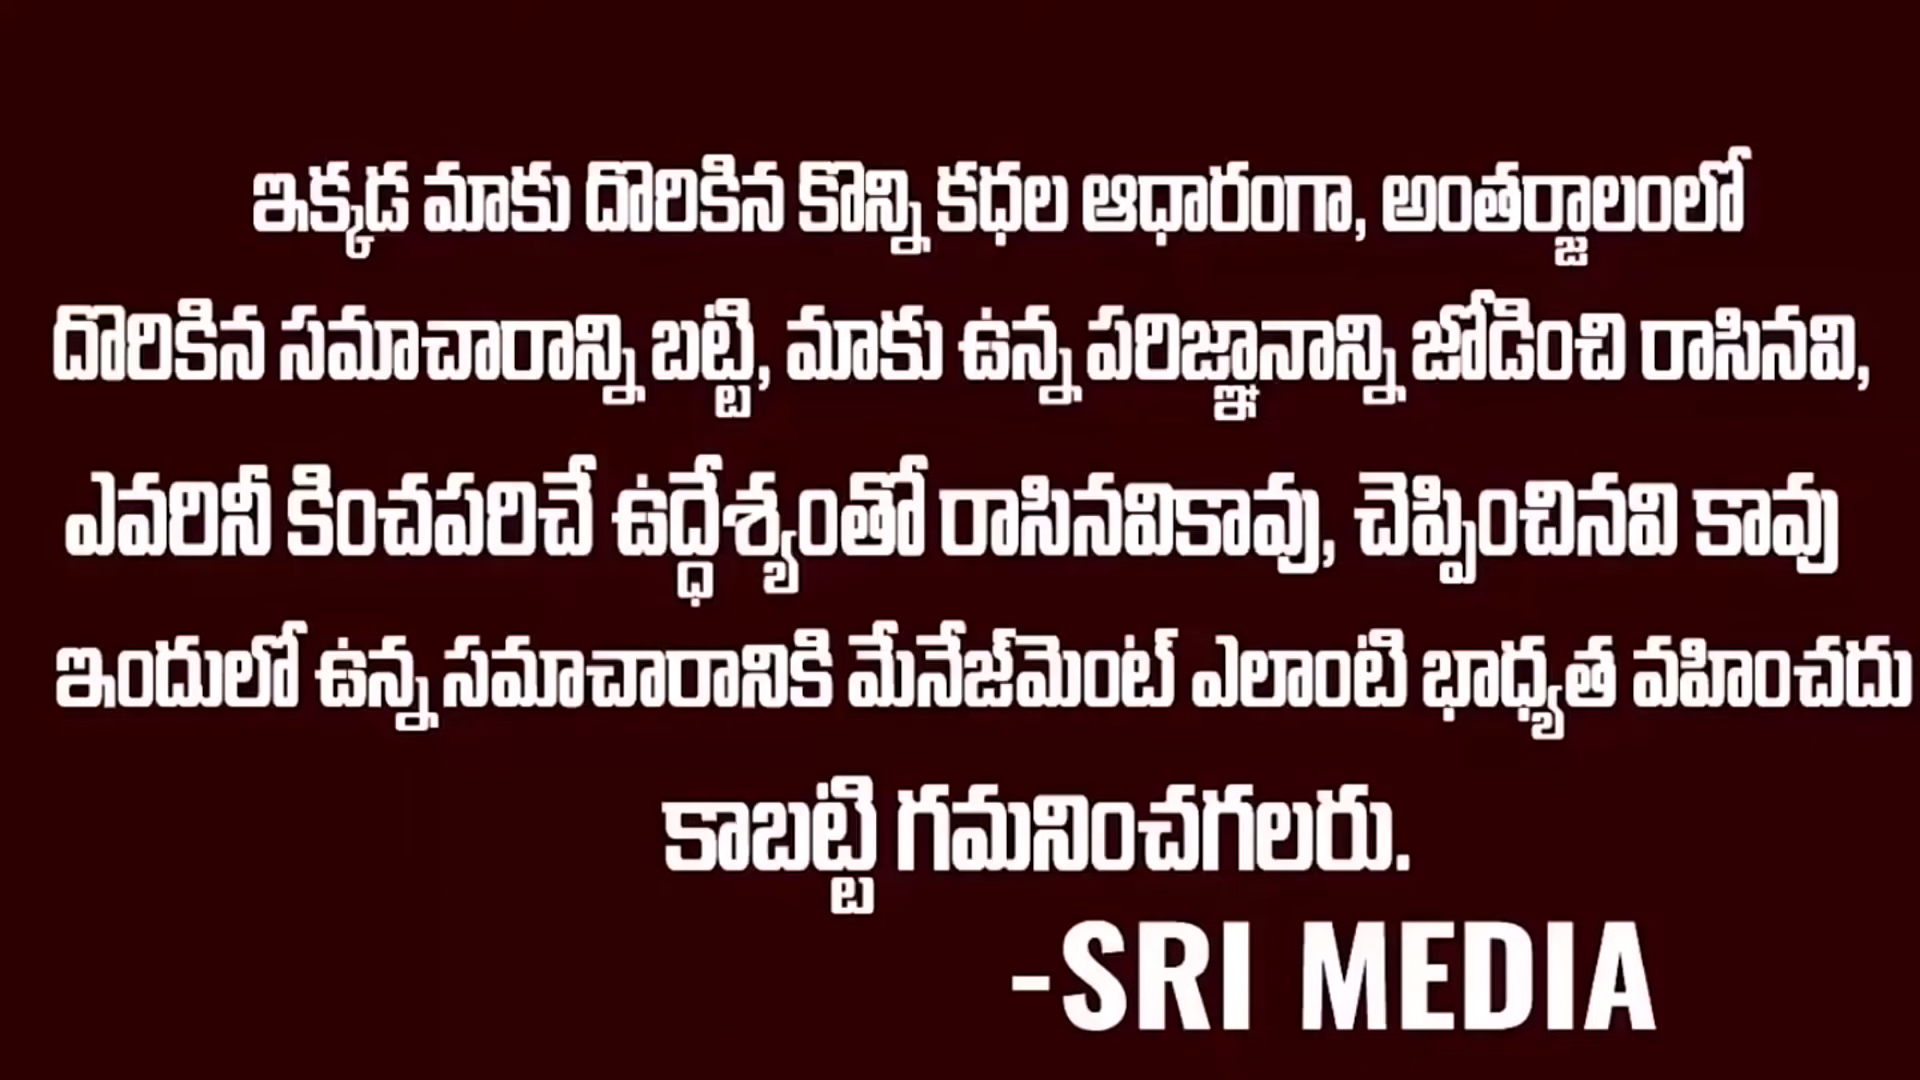 ఇక్కడ మాకు దొరికిన కొన్ని కధల ఆధారంగా, అంతర్జాలంలో
దొరికిన సమాచారాన్ని బట్టి, మాకు ఉన్న పరిజ్ఞానాన్ని జోడించి రాసినవి,
ఎవరినీ కించపరిచే ఉద్ధేశ్యంతో రాసినవికావు, చెప్పించినవి కావు
ఇందులో ఉన్న సమాచారానికి మేనేజ్‌మెంట్ ఎలాంటి భాధ్యత వహించదు
కాబట్టి గమనించగలరు.
-SRI MEDIA